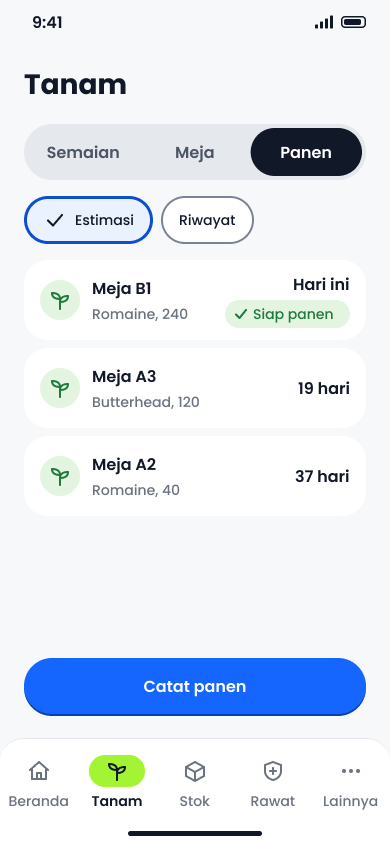 9:41
Tanam
Semaian
Meja
Panen
Estimasi
Riwayat
Meja B1
Romaine, 240
Hari ini
Siap panen
Meja A3
Butterhead, 120
19 hari
Meja A2
Romaine, 40
37 hari
Catat panen
Beranda
Tanam
Stok
Rawat
Lainnya